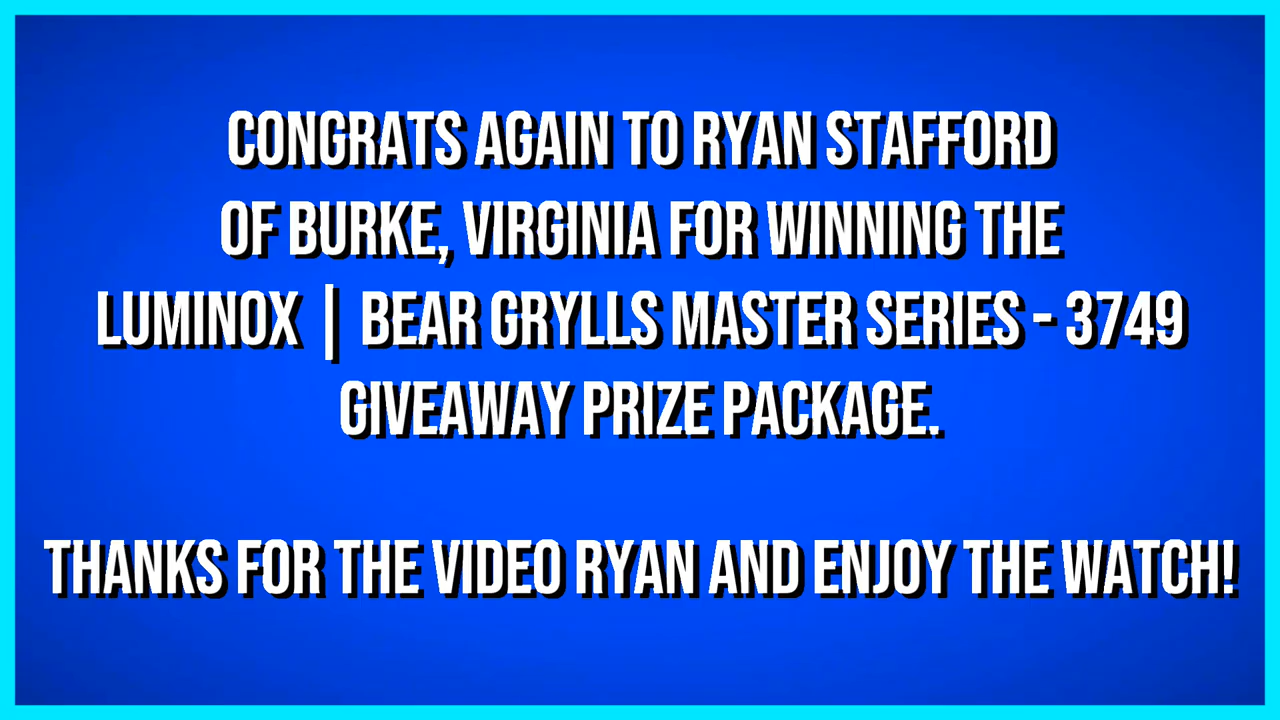 CONGRATS AGAIN TO RYAN STAFFORD
OF BURKE, VIRGINIA FOR WINNING THE
LUMINOX | BEAR GRYLLS MASTER SERIES - 3749
GIVEAWAY PRIZE PACKAGE.
THANKS FOR THE VIDEO RYAN AND ENJOY THE WATCH!